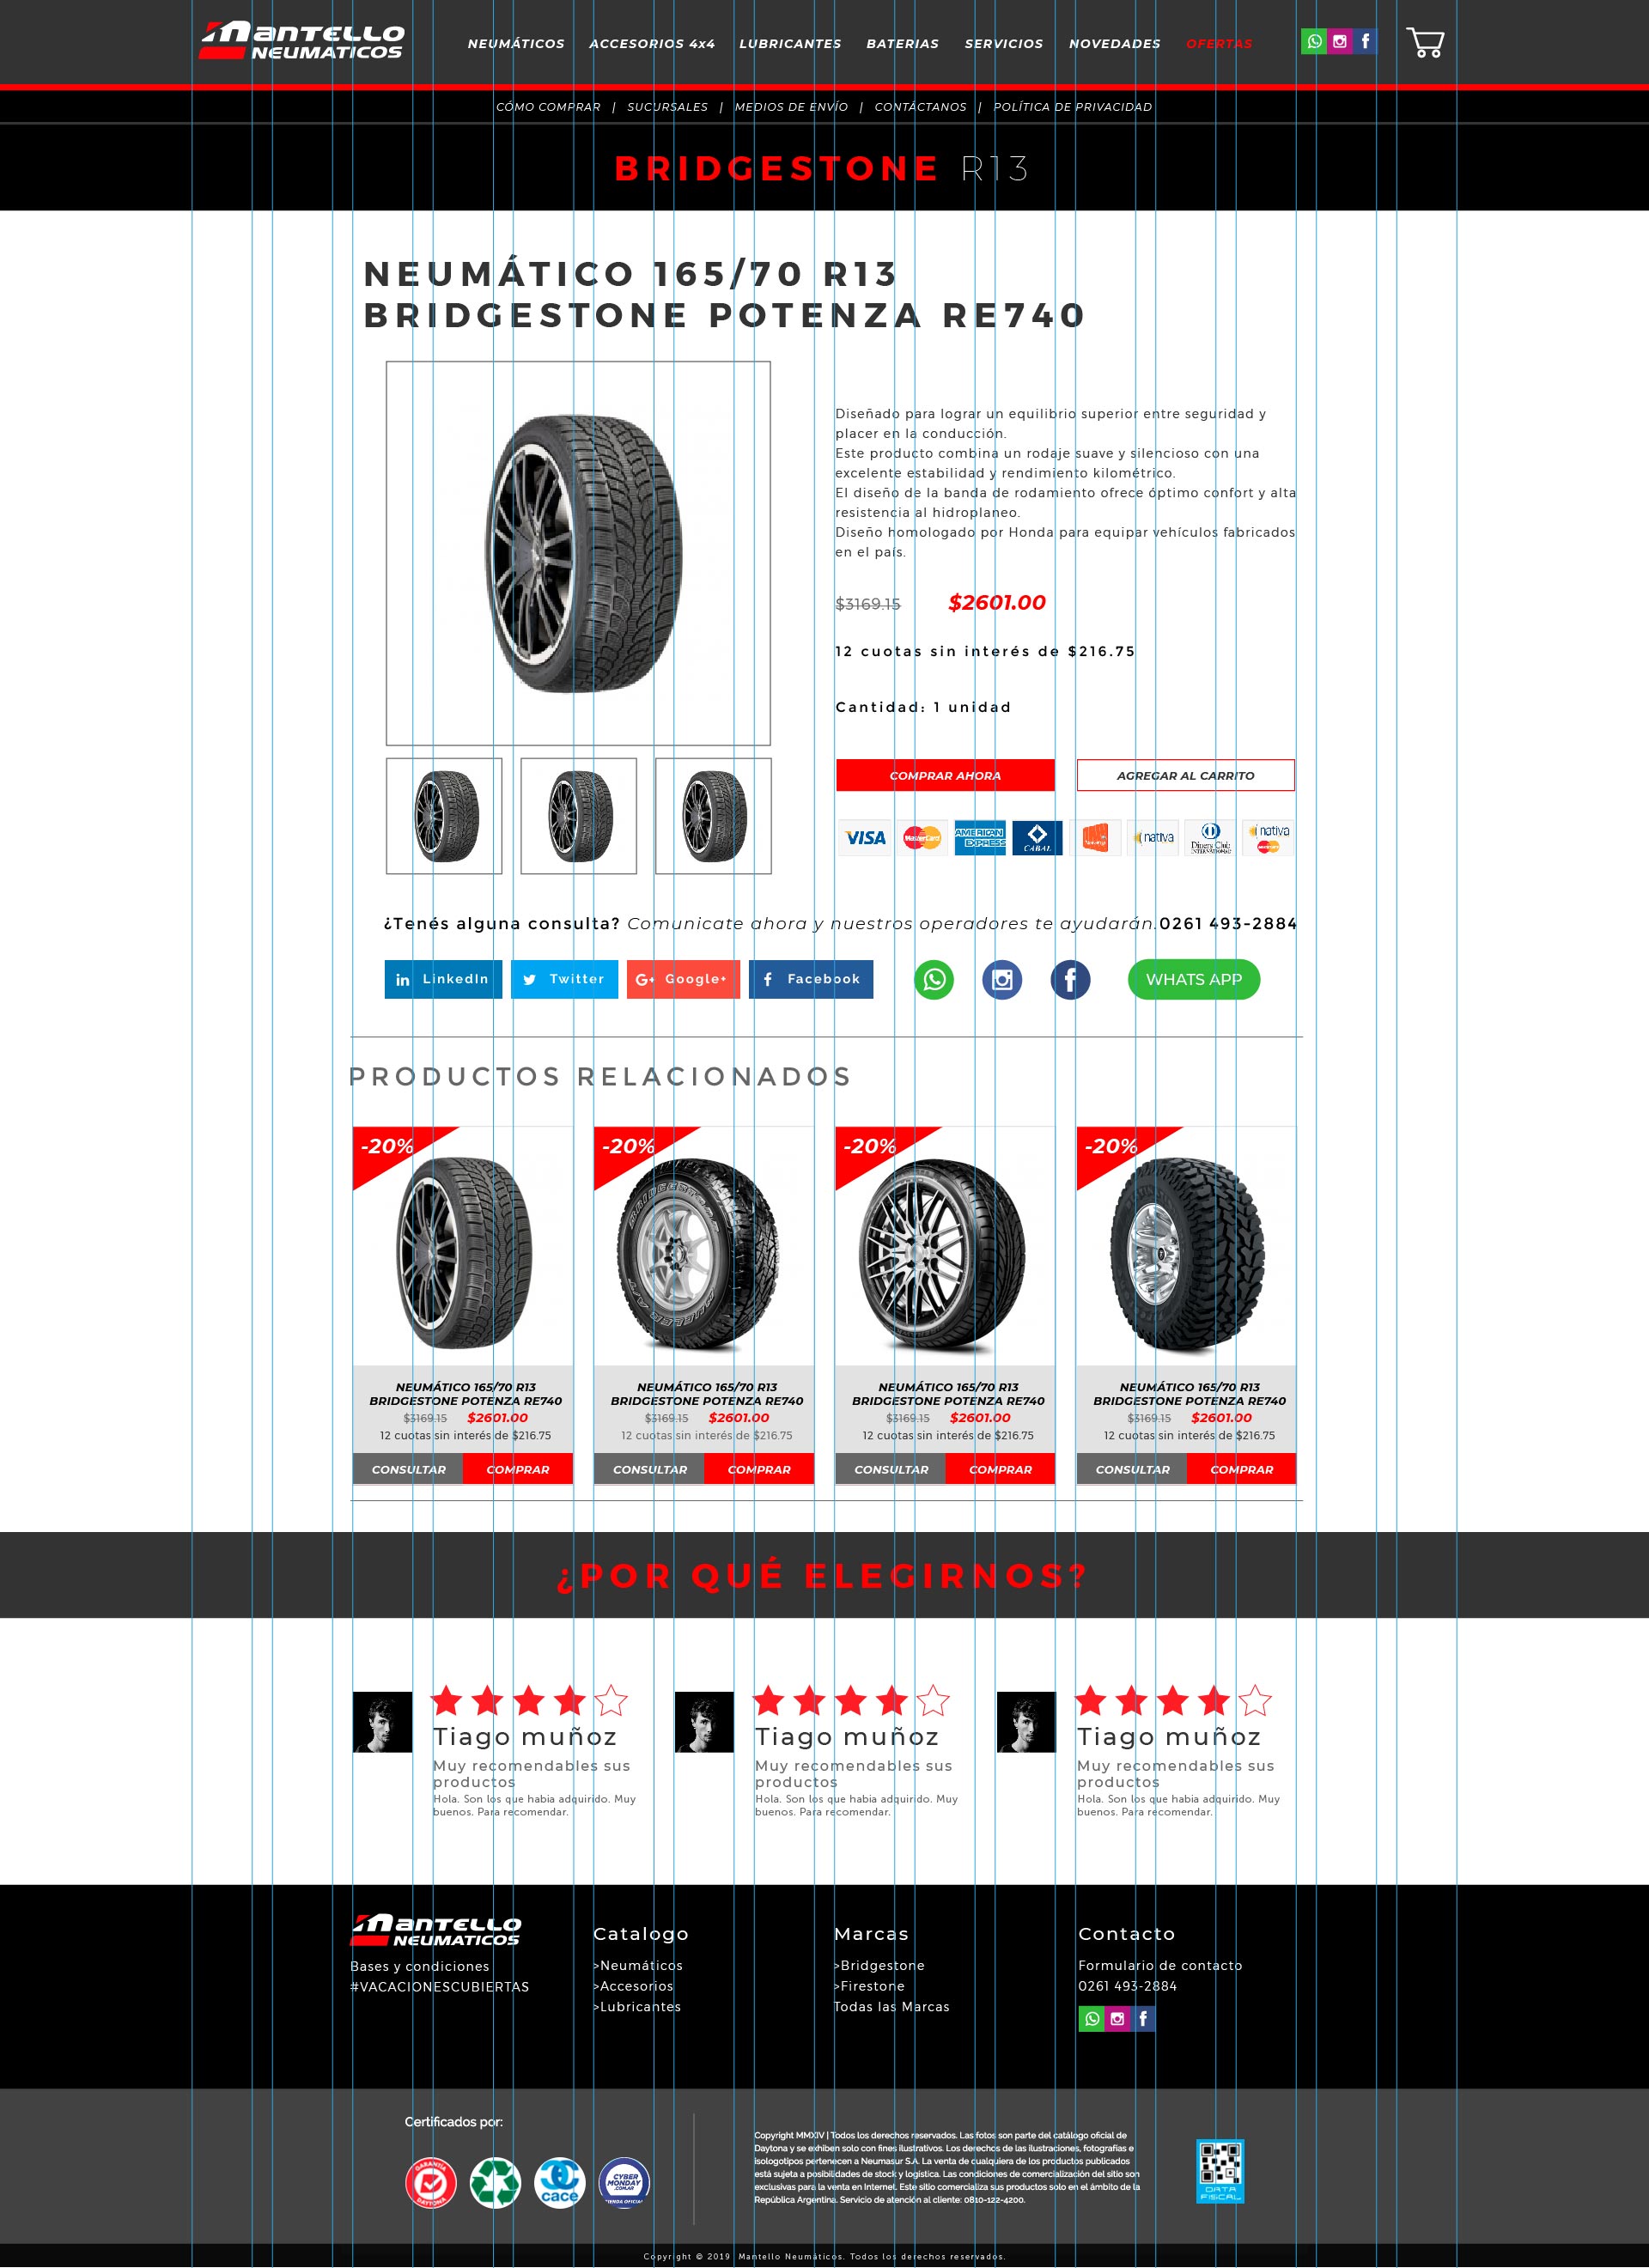 MANTELLO
NEUMATICOS
NEUMÁTICOS ACCESORIOS 4x4 LUBRICANTES BATERIAS SERVICIOS NOVEDADES OFERTAS
CÓMO COMPRAR | SUCURSALES | MEDIOS DE ENVÍO | CONTÁCTANOS | POLÍTICA DE PRIVACIDAD
BRIDGESTONE R13
NEUMÁTICO 165/70 R13
BRIDGESTONE POTENZA RE740
Diseñado para lograr un equilibrio superior entre seguridad y
placer en la conducción.
Este producto combina un rodaje suave y silencioso con una
excelente estabilidad y rendimiento kilométrico.
El diseño de la banda de rodamiento ofrece óptimo confort y alta
resistencia al hidroplaneo.
Diseño homologado por Honda para equipar vehículos fabricados
en el país.
$3169.15 $2601.00
12 cuotas sin interés de $216.75
Cantidad: 1 unidad
COMPRAR AHORA AGREGAR AL CARRITO
VISA MasterCard AMERICAN EXPRESS CABAL Naranja nativa Diners Club INTERNATIONAL nativa MasterCard
¿Tenés alguna consulta? Comunicate ahora y nuestros operadores te ayudarán.0261 493-2884
LinkedIn Twitter G+ Google+ Facebook WHATS APP
PRODUCTOS RELACIONADOS
-20% -20% -20% -20%
BRIDGESTONE
DUELER A/T
NEUMÁTICO 165/70 R13
BRIDGESTONE POTENZA RE740
$3169.15 $2601.00
12 cuotas sin interés de $216.75
CONSULTAR COMPRAR
NEUMÁTICO 165/70 R13
BRIDGESTONE POTENZA RE740
$3169.15 $2601.00
12 cuotas sin interés de $216.75
CONSULTAR COMPRAR
NEUMÁTICO 165/70 R13
BRIDGESTONE POTENZA RE740
$3169.15 $2601.00
12 cuotas sin interés de $216.75
CONSULTAR COMPRAR
NEUMÁTICO 165/70 R13
BRIDGESTONE POTENZA RE740
$3169.15 $2601.00
12 cuotas sin interés de $216.75
CONSULTAR COMPRAR
¿POR QUÉ ELEGIRNOS?
Tiago muñoz
Muy recomendables sus
productos
Hola. Son los que habia adquirido. Muy
buenos. Para recomendar.
Tiago muñoz
Muy recomendables sus
productos
Hola. Son los que habia adquirido. Muy
buenos. Para recomendar.
Tiago muñoz
Muy recomendables sus
productos
Hola. Son los que habia adquirido. Muy
buenos. Para recomendar.
MANTELLO
NEUMATICOS
Bases y condiciones
#VACACIONESCUBIERTAS
Catalogo
>Neumáticos
>Accesorios
>Lubricantes
Marcas
>Bridgestone
>Firestone
Todas las Marcas
Contacto
Formulario de contacto
0261 493-2884
Certificados por:
GARANTÍA
DAYTONA
cace
CYBER
MONDAY
.COM.AR
TIENDA OFICIAL
Copyright MMXIV | Todos los derechos reservados. Las fotos son parte del catálogo oficial de
Daytona y se exhiben solo con fines ilustrativos. Los derechos de las ilustraciones, fotografías e
isologotipos pertenecen a Neumasur S.A. La venta de cualquiera de los productos publicados
está sujeta a posibilidades de stock y logística. Las condiciones de comercialización del sitio son
exclusivas para la venta en Internet. Este sitio comercializa sus productos solo en el ámbito de la
República Argentina. Servicio de atención al cliente: 0810-122-4200.
DATA
FISCAL
Copyright © 2019 Mantello Neumáticos. Todos los derechos reservados.